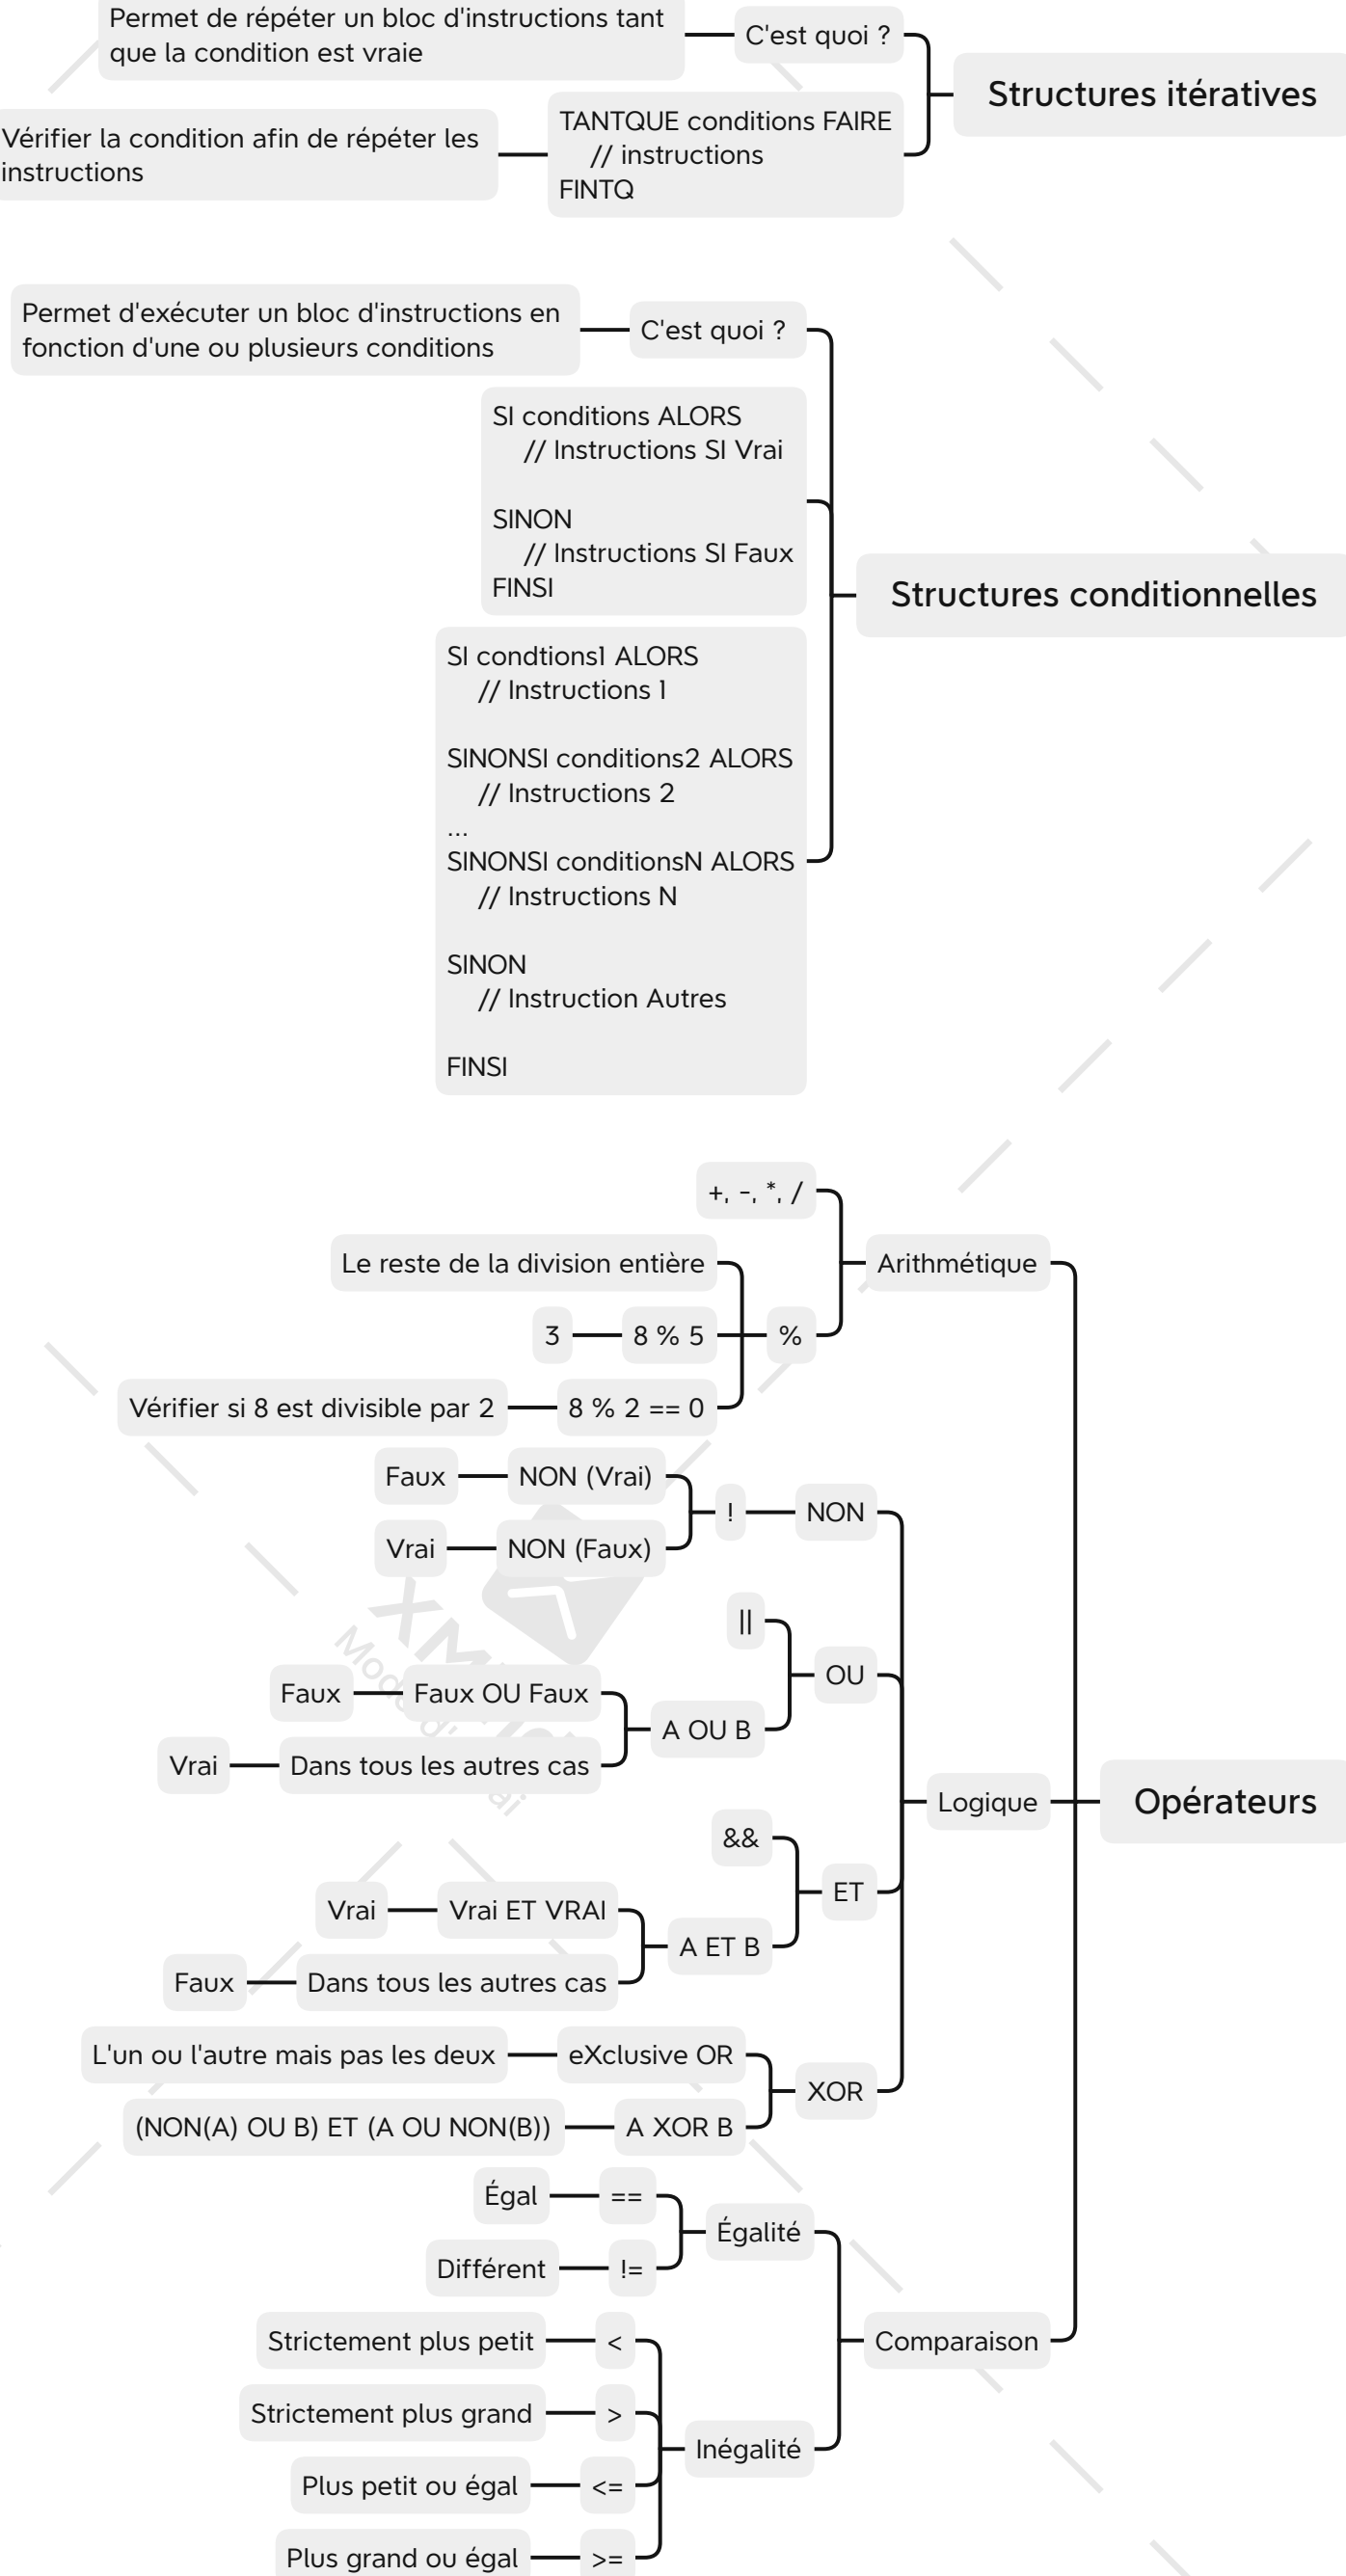 Permet de répéter un bloc d'instructions tant
que la condition est vraie
C'est quoi ?
Structures itératives
Vérifier la condition afin de répéter les
instructions
TANTQUE conditions FAIRE
// instructions
FINTQ
Permet d'exécuter un bloc d'instructions en
fonction d'une ou plusieurs conditions
C'est quoi ?
SI conditions ALORS
// Instructions SI Vrai
SINON
// Instructions SI Faux
FINSI
Structures conditionnelles
SI condtions1 ALORS
// Instructions 1
SINONSI conditions2 ALORS
// Instructions 2
...
SINONSI conditionsN ALORS
// Instructions N
SINON
// Instruction Autres
FINSI
+, -, *, /
Le reste de la division entière
Arithmétique
3
8 % 5
%
Vérifier si 8 est divisible par 2
8 % 2 == 0
Faux
NON (Vrai)
!
NON
Vrai
NON (Faux)
||
OU
Faux
Faux OU Faux
A OU B
Vrai
Dans tous les autres cas
Logique
Opérateurs
&&
ET
Vrai
Vrai ET VRAI
A ET B
Faux
Dans tous les autres cas
L'un ou l'autre mais pas les deux
eXclusive OR
XOR
(NON(A) OU B) ET (A OU NON(B))
A XOR B
Égal
==
Égalité
Différent
!=
Strictement plus petit
<
Comparaison
Strictement plus grand
>
Inégalité
Plus petit ou égal
<=
Plus grand ou égal
>=